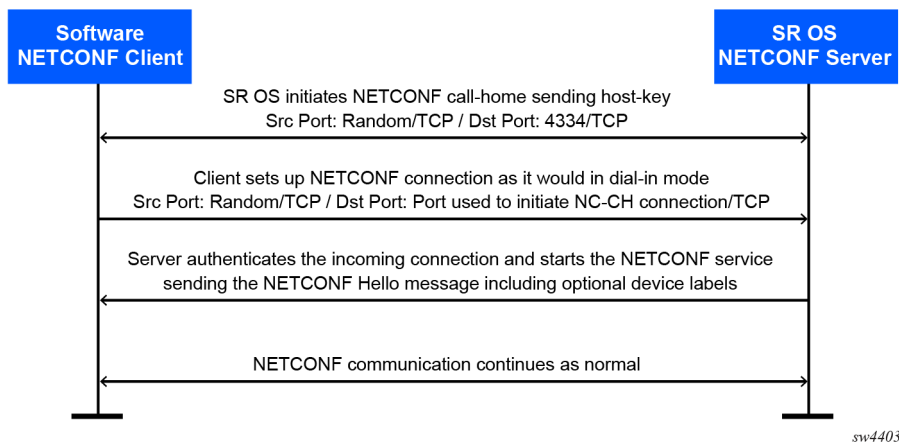 Software
NETCONF Client
SR OS
NETCONF Server
SR OS initiates NETCONF call-home sending host-key
Src Port: Random/TCP / Dst Port: 4334/TCP
Client sets up NETCONF connection as it would in dial-in mode
Src Port: Random/TCP / Dst Port: Port used to initiate NC-CH connection/TCP
Server authenticates the incoming connection and starts the NETCONF service
sending the NETCONF Hello message including optional device labels
NETCONF communication continues as normal
sw4403